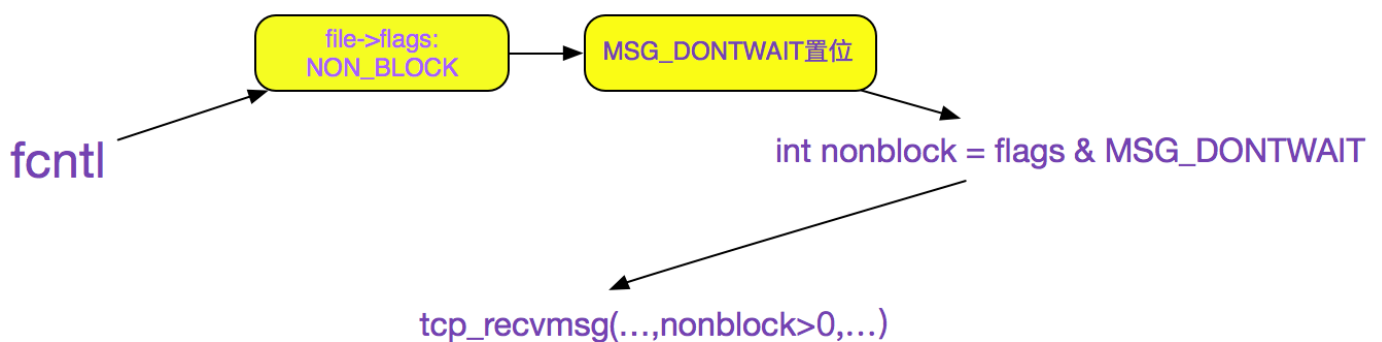 file->flags:
NON_BLOCK
MSG_DONTWAIT置位
fcntl
int nonblock = flags & MSG_DONTWAIT
tcp_recvmsg(…,nonblock>0,…)